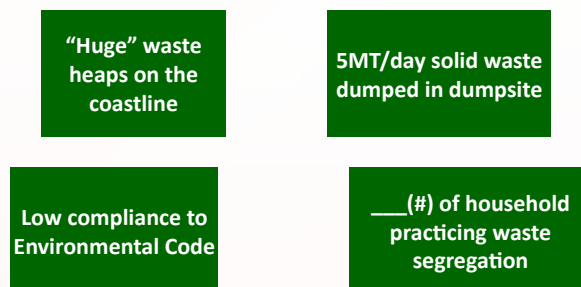 “Huge” waste
heaps on the
coastline
5MT/day solid waste
dumped in dumpsite
Low compliance to
Environmental Code
___(#) of household
practicing waste
segregation